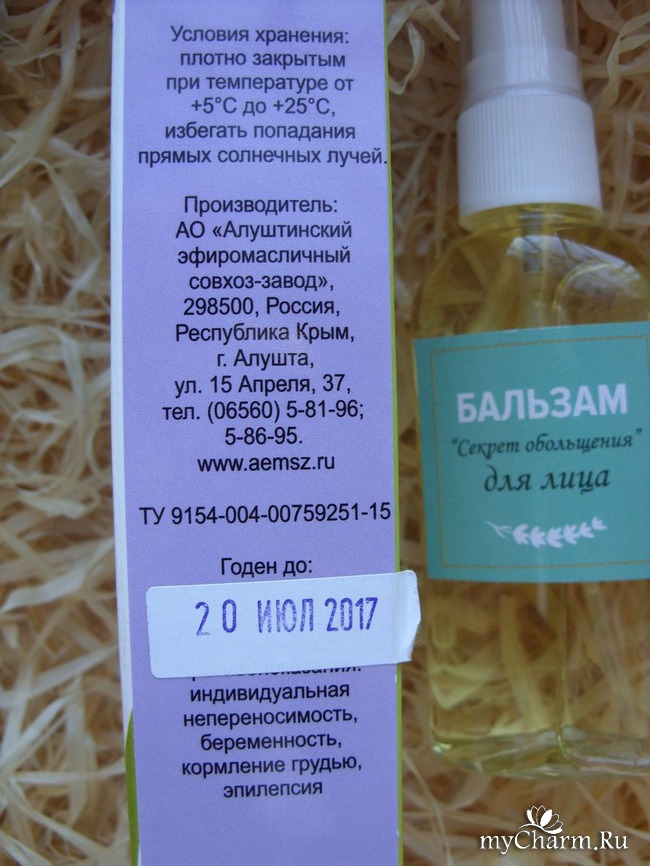 Условия хранения:
плотно закрытым
при температуре от
+5°С до +25°С,
избегать попадания
прямых солнечных лучей.
Производитель:
АО «Алуштинский
эфиромасличный
совхоз-завод»,
298500, Россия,
Республика Крым,
г. Алушта,
ул. 15 Апреля, 37,
тел. (06560) 5-81-96;
5-86-95.
www.aemsz.ru
ТУ 9154-004-00759251-15
Годен до:
20 ИЮЛ 2017
индивидуальная
непереносимость,
беременность,
кормление грудью,
эпилепсия
БАЛЬЗАМ
"Секрет обольщения"
для лица
myCharm.Ru